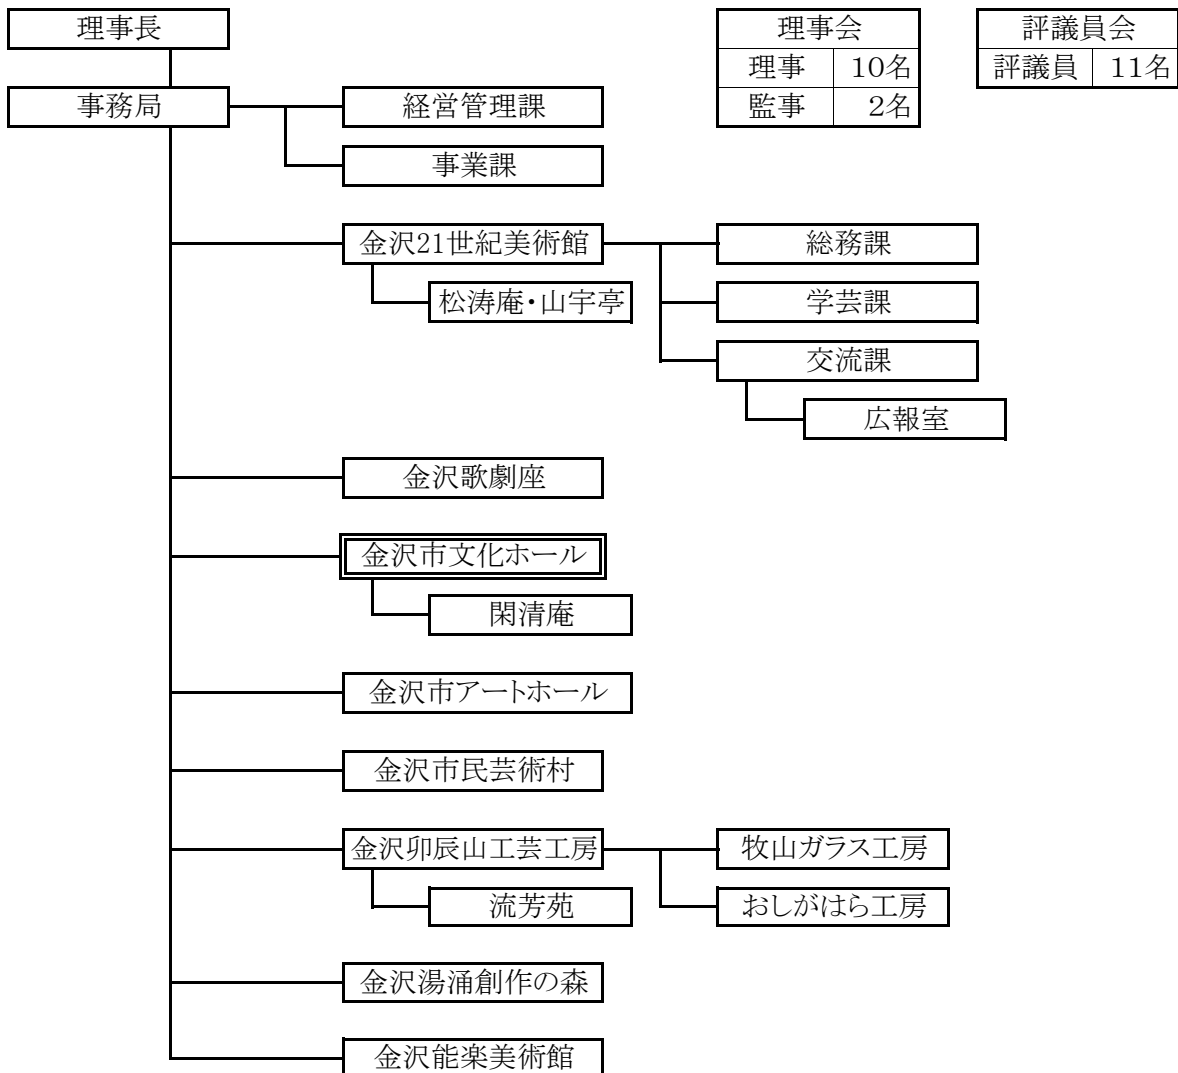 理事長
理事会
評議員会
理事 10名
評議員 11名
事務局
経営管理課
監事 2名
事業課
金沢21世紀美術館
総務課
松涛庵・山宇亭
学芸課
交流課
広報室
金沢歌劇座
金沢市文化ホール
閑清庵
金沢市アートホール
金沢市民芸術村
金沢卯辰山工芸工房
牧山ガラス工房
流芳苑
おしがはら工房
金沢湯涌創作の森
金沢能楽美術館